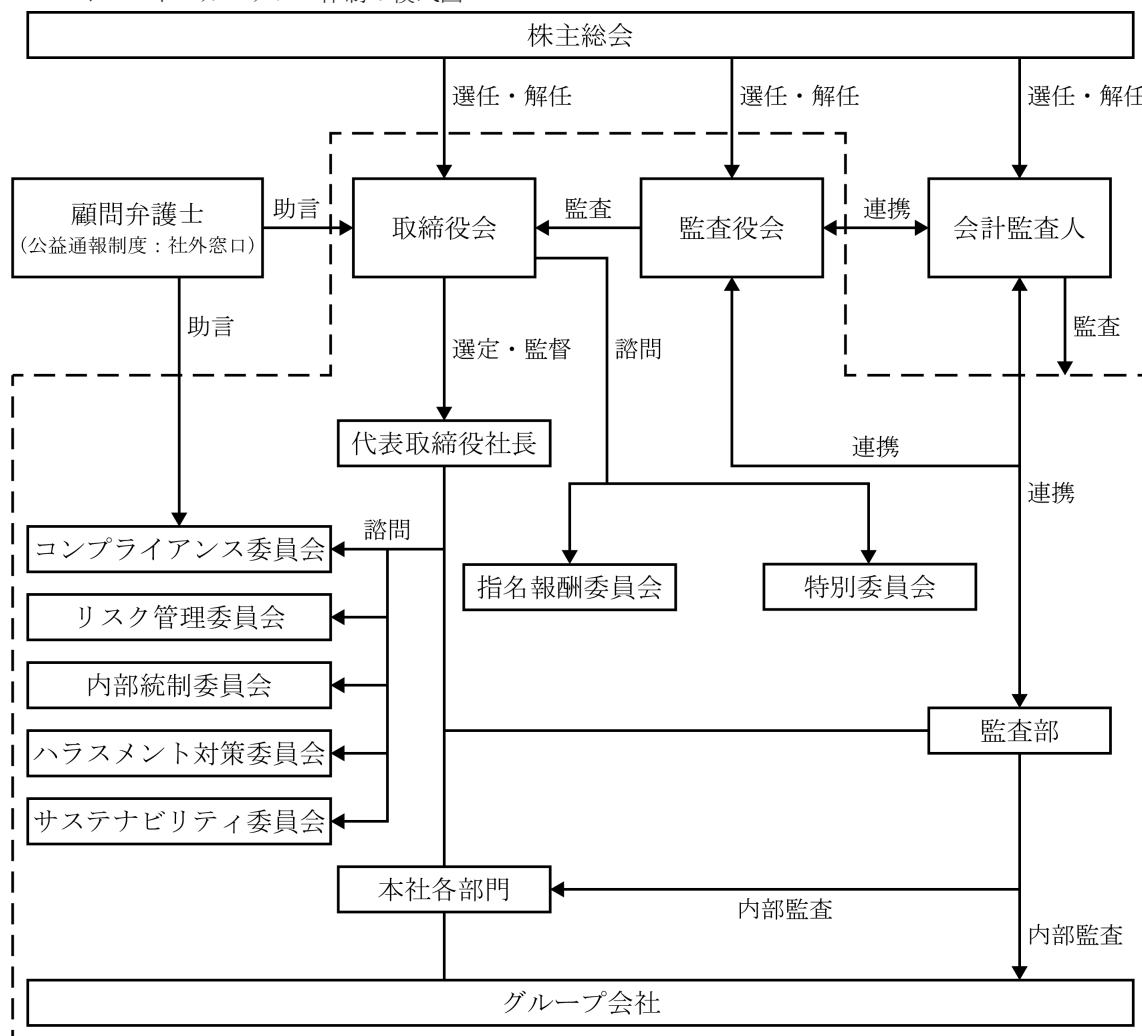 株主総会
選任・解任
選任・解任
選任・解任
顧問弁護士
(公益通報制度：社外窓口)
助言
取締役会
監査
監査役会
連携
会計監査人
助言
選定・監督
諮問
監査
代表取締役社長
連携
連携
諮問
コンプライアンス委員会
指名報酬委員会
特別委員会
リスク管理委員会
内部統制委員会
監査部
ハラスメント対策委員会
サステナビリティ委員会
本社各部門
内部監査
内部監査
グループ会社